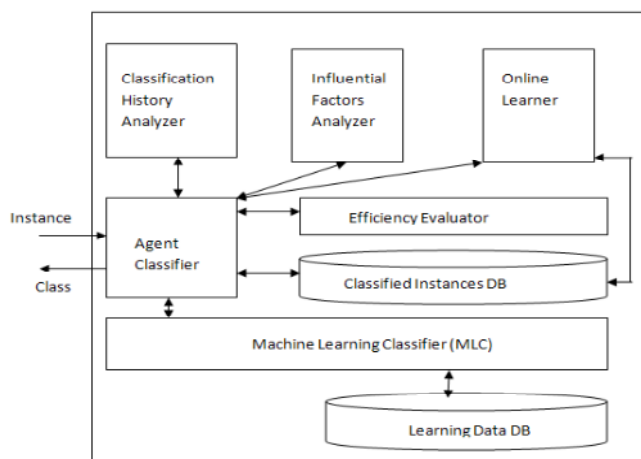 Classification
History
Analyzer
Influential
Factors
Analyzer
Online
Learner
Instance
Class
Agent
Classifier
Efficiency Evaluator
Classified Instances DB
Machine Learning Classifier (MLC)
Learning Data DB